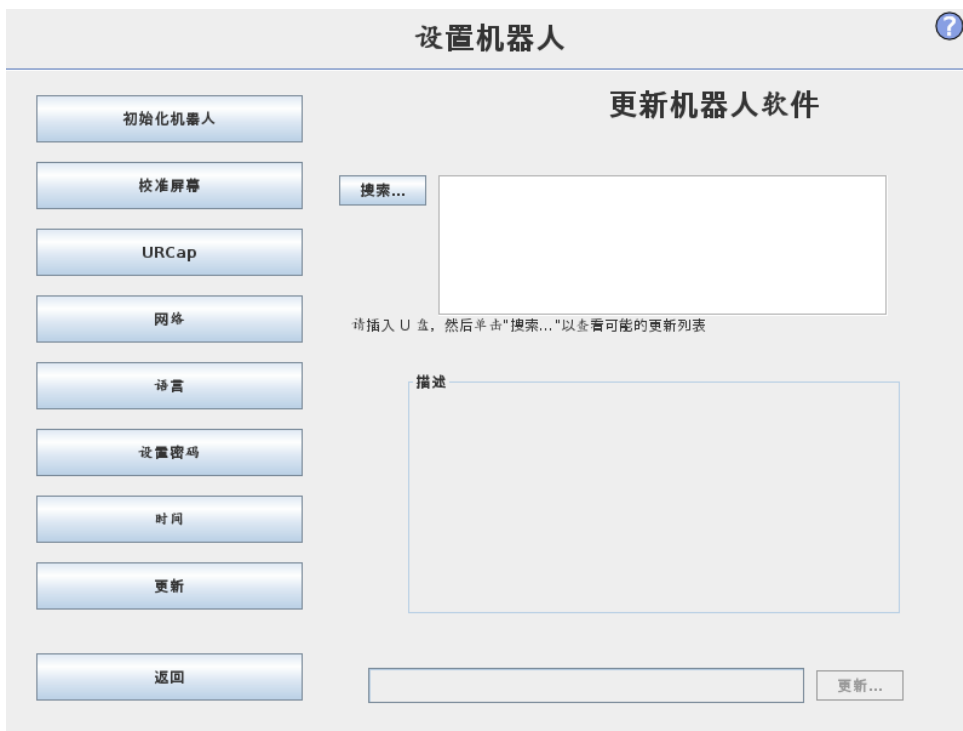 设置机器人
?
更新机器人软件
初始化机器人
校准屏幕
搜索...
URCap
网络
请插入 U 盘，然后单击"搜索..."以查看可能的更新列表
语言
描述
设置密码
时间
更新
返回
更新...